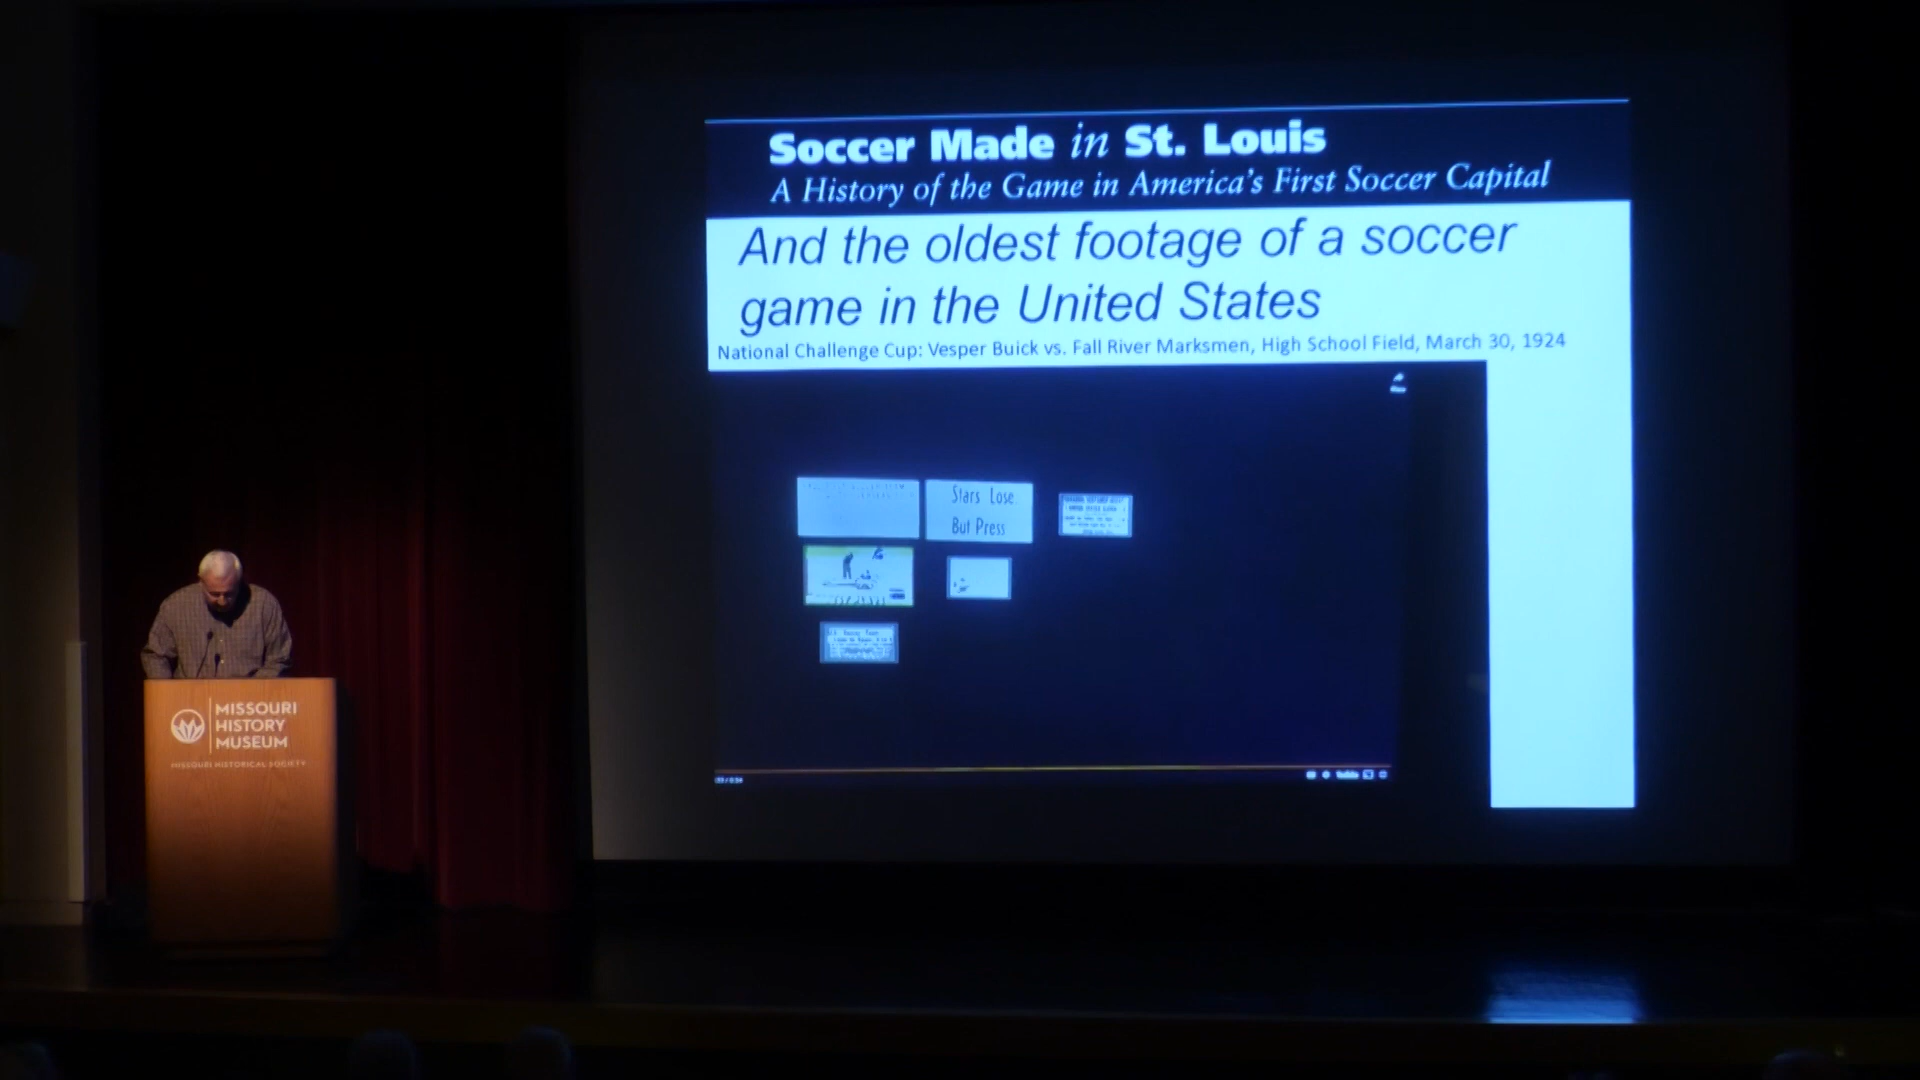 Soccer Made in St. Louis
A History of the Game in America's First Soccer Capital
And the oldest footage of a soccer
game in the United States
National Challenge Cup: Vesper Buick vs. Fall River Marksmen, High School Field, March 30, 1924
Stars Lose
But Press
YouTube
MISSOURI
HISTORY
MUSEUM
MISSOURI HISTORICAL SOCIETY